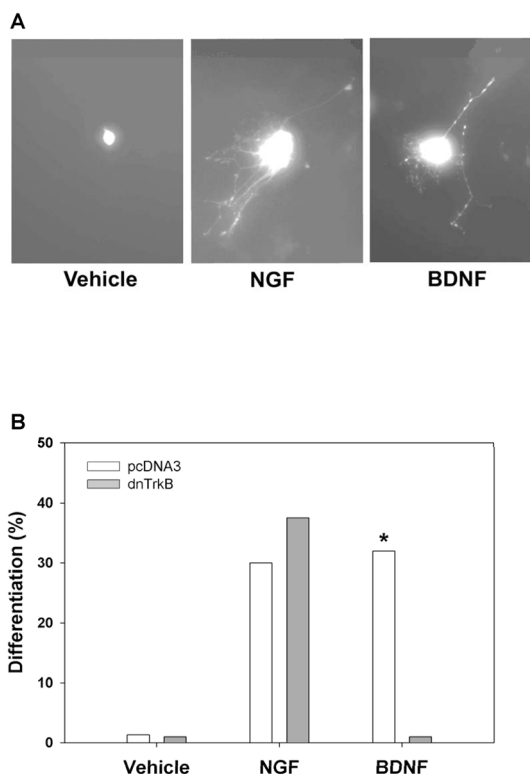 A
Vehicle NGF BDNF
B
50
pcDNA3
dnTrkB
40
*
30
20
10
0
Differentiation (%)
Vehicle NGF BDNF